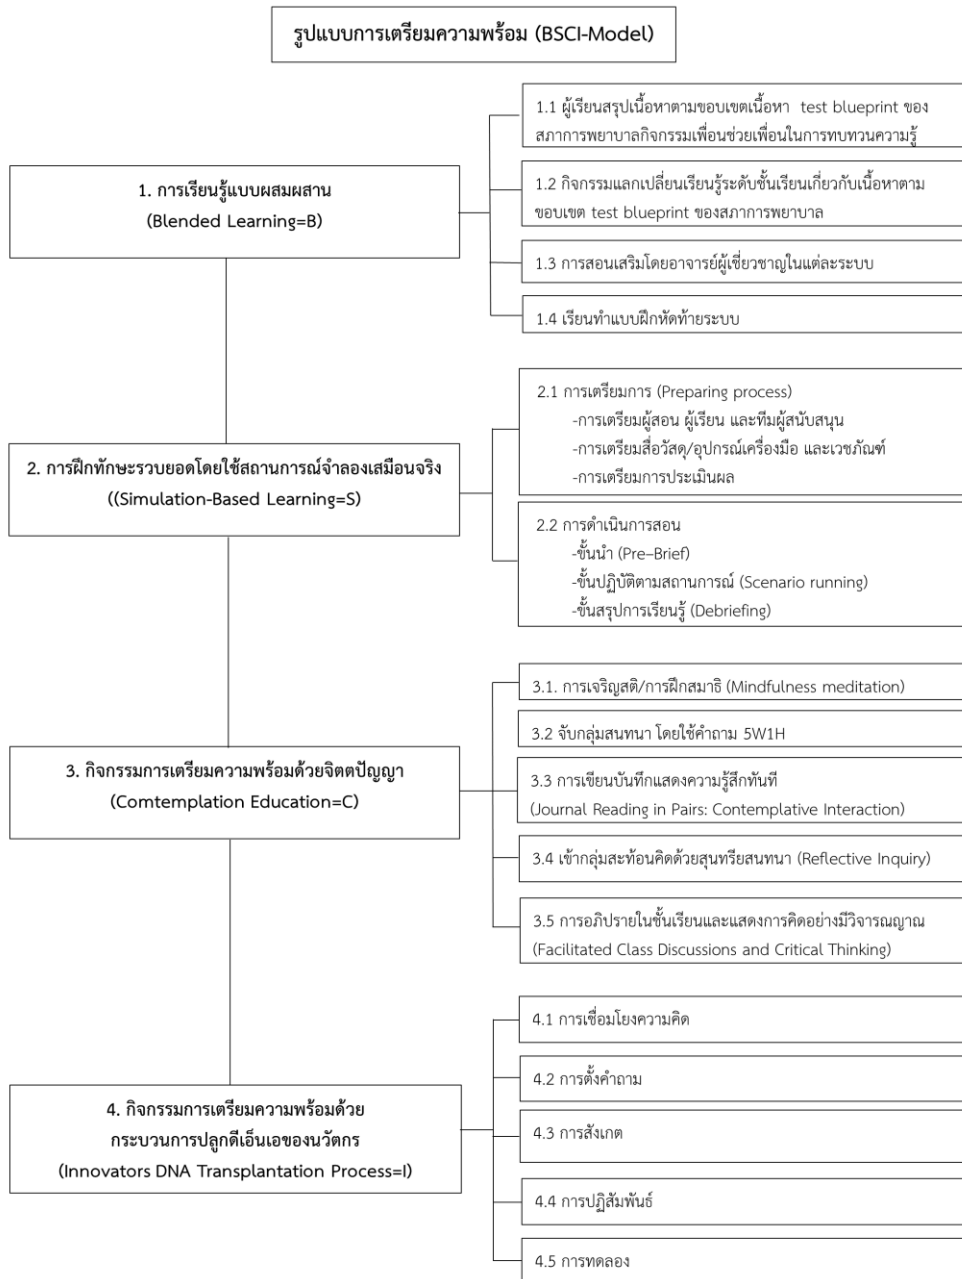 รูปแบบการเตรียมความพร้อม (BSCI-Model)
1. การเรียนรู้แบบผสมผสาน
(Blended Learning=B)
1.1 ผู้เรียนสรุปเนื้อหาตามขอบเขตเนื้อหา test blueprint ของ
สภาการพยาบาลกิจกรรมเพื่อนช่วยเพื่อนในการทบทวนความรู้
1.2 กิจกรรมแลกเปลี่ยนเรียนรู้ระดับชั้นเรียนเกี่ยวกับเนื้อหาตาม
ขอบเขต test blueprint ของสภาการพยาบาล
1.3 การสอนเสริมโดยอาจารย์ผู้เชี่ยวชาญในแต่ละระบบ
1.4 เรียนทำแบบฝึกหัดท้ายระบบ
2. การฝึกทักษะรวบยอดโดยใช้สถานการณ์จำลองเสมือนจริง
((Simulation-Based Learning=S)
2.1 การเตรียมการ (Preparing process)
-การเตรียมผู้สอน ผู้เรียน และทีมผู้สนับสนุน
-การเตรียมสื่อวัสดุ/อุปกรณ์เครื่องมือ และเวชภัณฑ์
-การเตรียมการประเมินผล
2.2 การดำเนินการสอน
-ขั้นนำ (Pre–Brief)
-ขั้นปฏิบัติตามสถานการณ์ (Scenario running)
-ขั้นสรุปการเรียนรู้ (Debriefing)
3. กิจกรรมการเตรียมความพร้อมด้วยจิตตปัญญา
(Comtemplation Education=C)
3.1. การเจริญสติ/การฝึกสมาธิ (Mindfulness meditation)
3.2 จับกลุ่มสนทนา โดยใช้คำถาม 5W1H
3.3 การเขียนบันทึกแสดงความรู้สึกทันที
(Journal Reading in Pairs: Contemplative Interaction)
3.4 เข้ากลุ่มสะท้อนคิดด้วยสุนทรียสนทนา (Reflective Inquiry)
3.5 การอภิปรายในชั้นเรียนและแสดงการคิดอย่างมีวิจารณญาณ
(Facilitated Class Discussions and Critical Thinking)
4. กิจกรรมการเตรียมความพร้อมด้วย
กระบวนการปลูกดีเอ็นเอของนวัตกร
(Innovators DNA Transplantation Process=I)
4.1 การเชื่อมโยงความคิด
4.2 การตั้งคำถาม
4.3 การสังเกต
4.4 การปฏิสัมพันธ์
4.5 การทดลอง